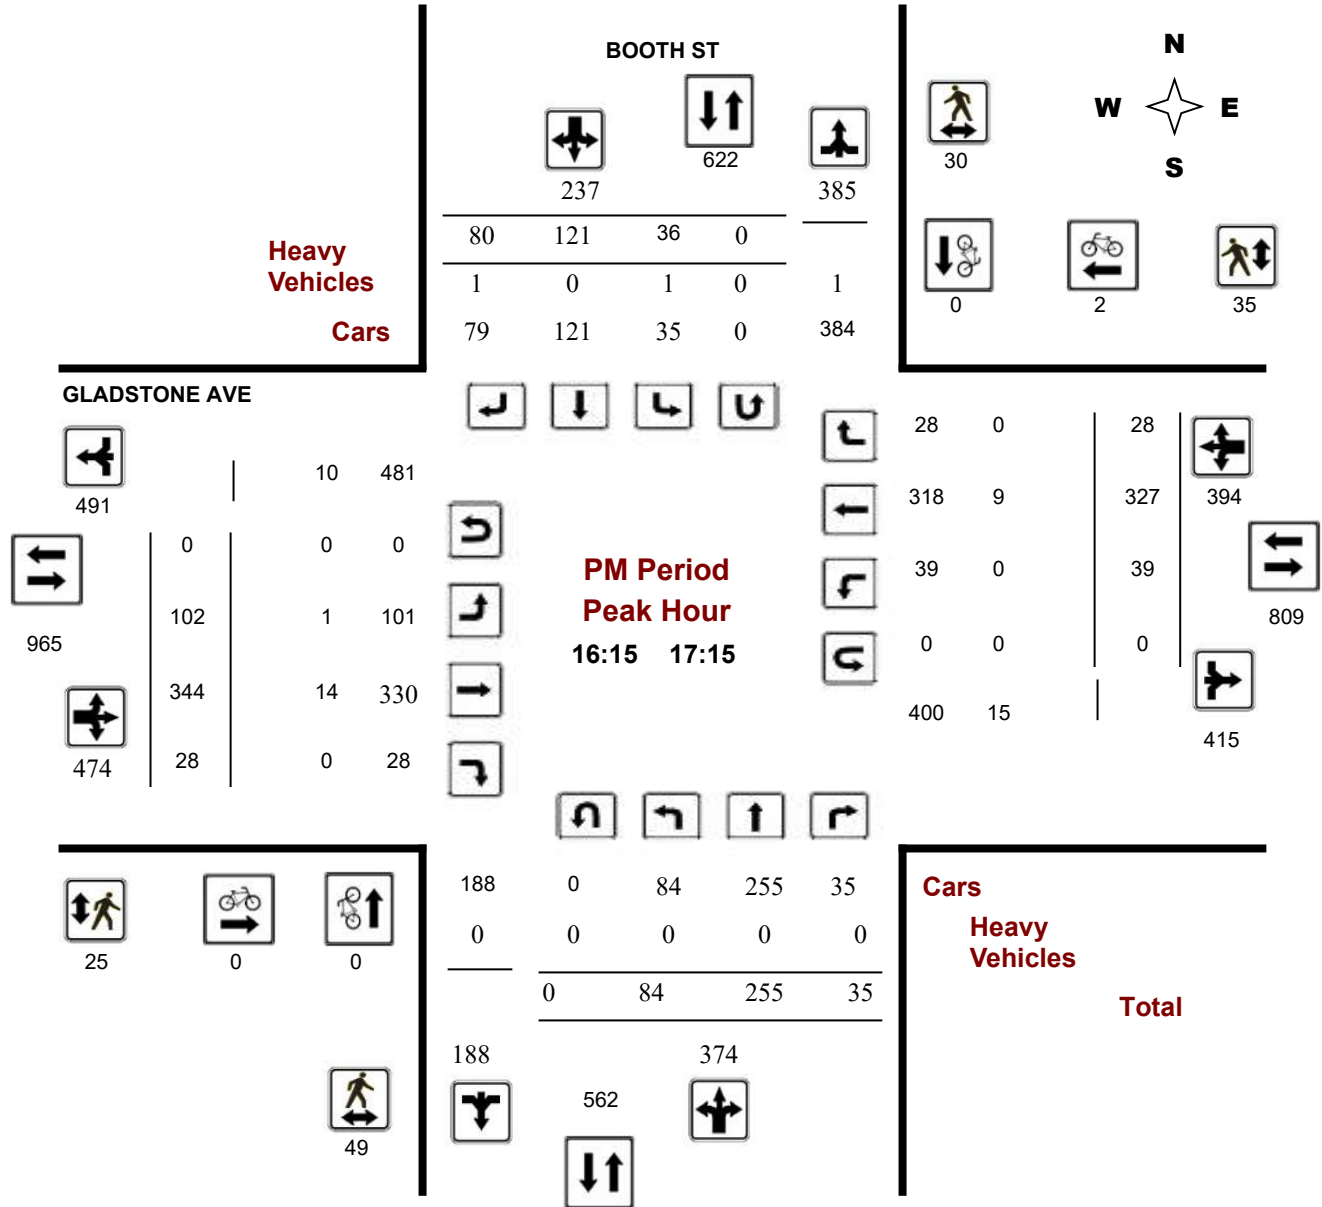 BOOTH ST
N
W E
S
622
30
237
385
80 121 36 0
Heavy
Vehicles
1 0 1 0 1
0 2 35
Cars
79 121 35 0 384
GLADSTONE AVE
28 0 28
10 481
491
318 9 327 394
0 0 0
PM Period
39 0 39
Peak Hour
102 1 101
809
965
16:15 17:15
0 0 0
344 14 330
400 15
415
474 28 0 28
188 0 84 255 35
Cars
0 0 0 0 0
Heavy
Vehicles
25 0 0
0 84 255 35
Total
188 374
562
49